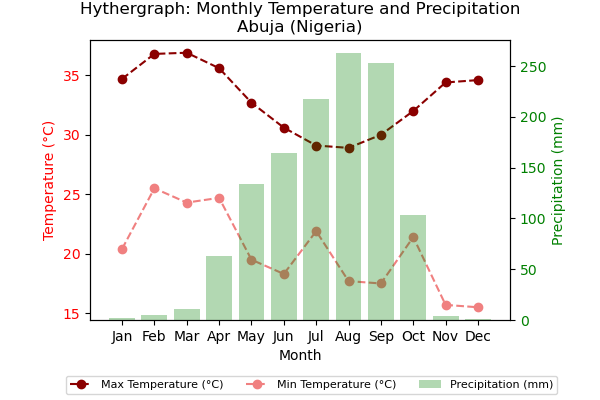 Hythergraph: Monthly Temperature and Precipitation
Abuja (Nigeria)
Temperature (°C)
35
30
25
20
15
250
200
150
100
50
0
Precipitation (mm)
Jan Feb Mar Apr May Jun Jul Aug Sep Oct Nov Dec
Month
Max Temperature (°C) Min Temperature (°C) Precipitation (mm)